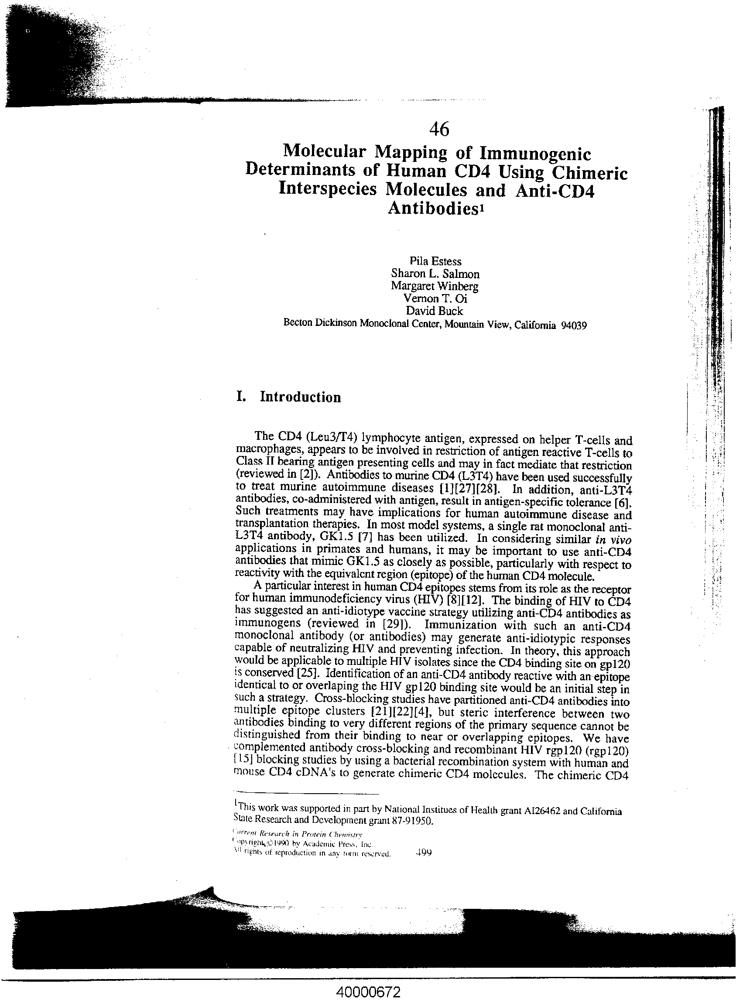 46
Molecular Mapping of Immunogenic
Determinants of Human CD4 Using Chimeric
Interspecies Molecules and Anti-CD4
Antibodies1
Pila Estess
Sharon L. Salmon
Margaret Winberg
Vernon T. Oi
David Buck
Becton Dickinson Monoclonal Center, Mountain View, California 94039
I. Introduction
The CD4 (Leu3/T4) lymphocyte antigen, expressed on helper T-cells and
macrophages, appears to be involved in restriction of antigen reactive T-cells to
Class II bearing antigen presenting cells and may in fact mediate that restriction
(reviewed in [2]). Antibodies to murine CD4 (L3T4) have been used successfully
to treat murine autoimmune diseases [1][27][28]. In addition, anti-L3T4
antibodies, co-administered with antigen, result in antigen-specific tolerance [6].
Such treatments may have implications for human autoimmune disease and
transplantation therapies. In most model systems, a single rat monoclonal anti-
L3T4 antibody, GK1.5 [7] has been utilized. In considering similar in vivo
applications in primates and humans, it may be important to use anti-CD4
antibodies that mimic GK1.5 as closely as possible, particularly with respect to
reactivity with the equivalent region (epitope) of the human CD4 molecule.
A particular interest in human CD4 epitopes stems from its role as the receptor
for human immunodeficiency virus (HIV) [8][12]. The binding of HIV to CD4
has suggested an anti-idiotype vaccine strategy utilizing anti-CD4 antibodies as
immunogens (reviewed in [29]). Immunization with such an anti-CD4
monoclonal antibody (or antibodies) may generate anti-idiotypic responses
capable of neutralizing HIV and preventing infection. In theory, this approach
would be applicable to multiple HIV isolates since the CD4 binding site on gp120
is conserved [25]. Identification of an anti-CD4 antibody reactive with an epitope
identical to or overlaping the HIV gp120 binding site would be an initial step in
such a strategy. Cross-blocking studies have partitioned anti-CD4 antibodies into
multiple epitope clusters [21][22][4], but steric interference between two
antibodies binding to very different regions of the primary sequence cannot be
distinguished from their binding to near or overlapping epitopes. We have
complemented antibody cross-blocking and recombinant HIV rgp120 (rgp120)
[15] blocking studies by using a bacterial recombination system with human and
mouse CD4 cDNA's to generate chimeric CD4 molecules. The chimeric CD4
1This work was supported in part by National Institues of Health grant AI26462 and California
State Research and Development grant 87-91950.
Current Research in Protein Chemistry
Copyright ©1990 by Academic Press, Inc.
All rights of reproduction in any form reserved.
499
40000672